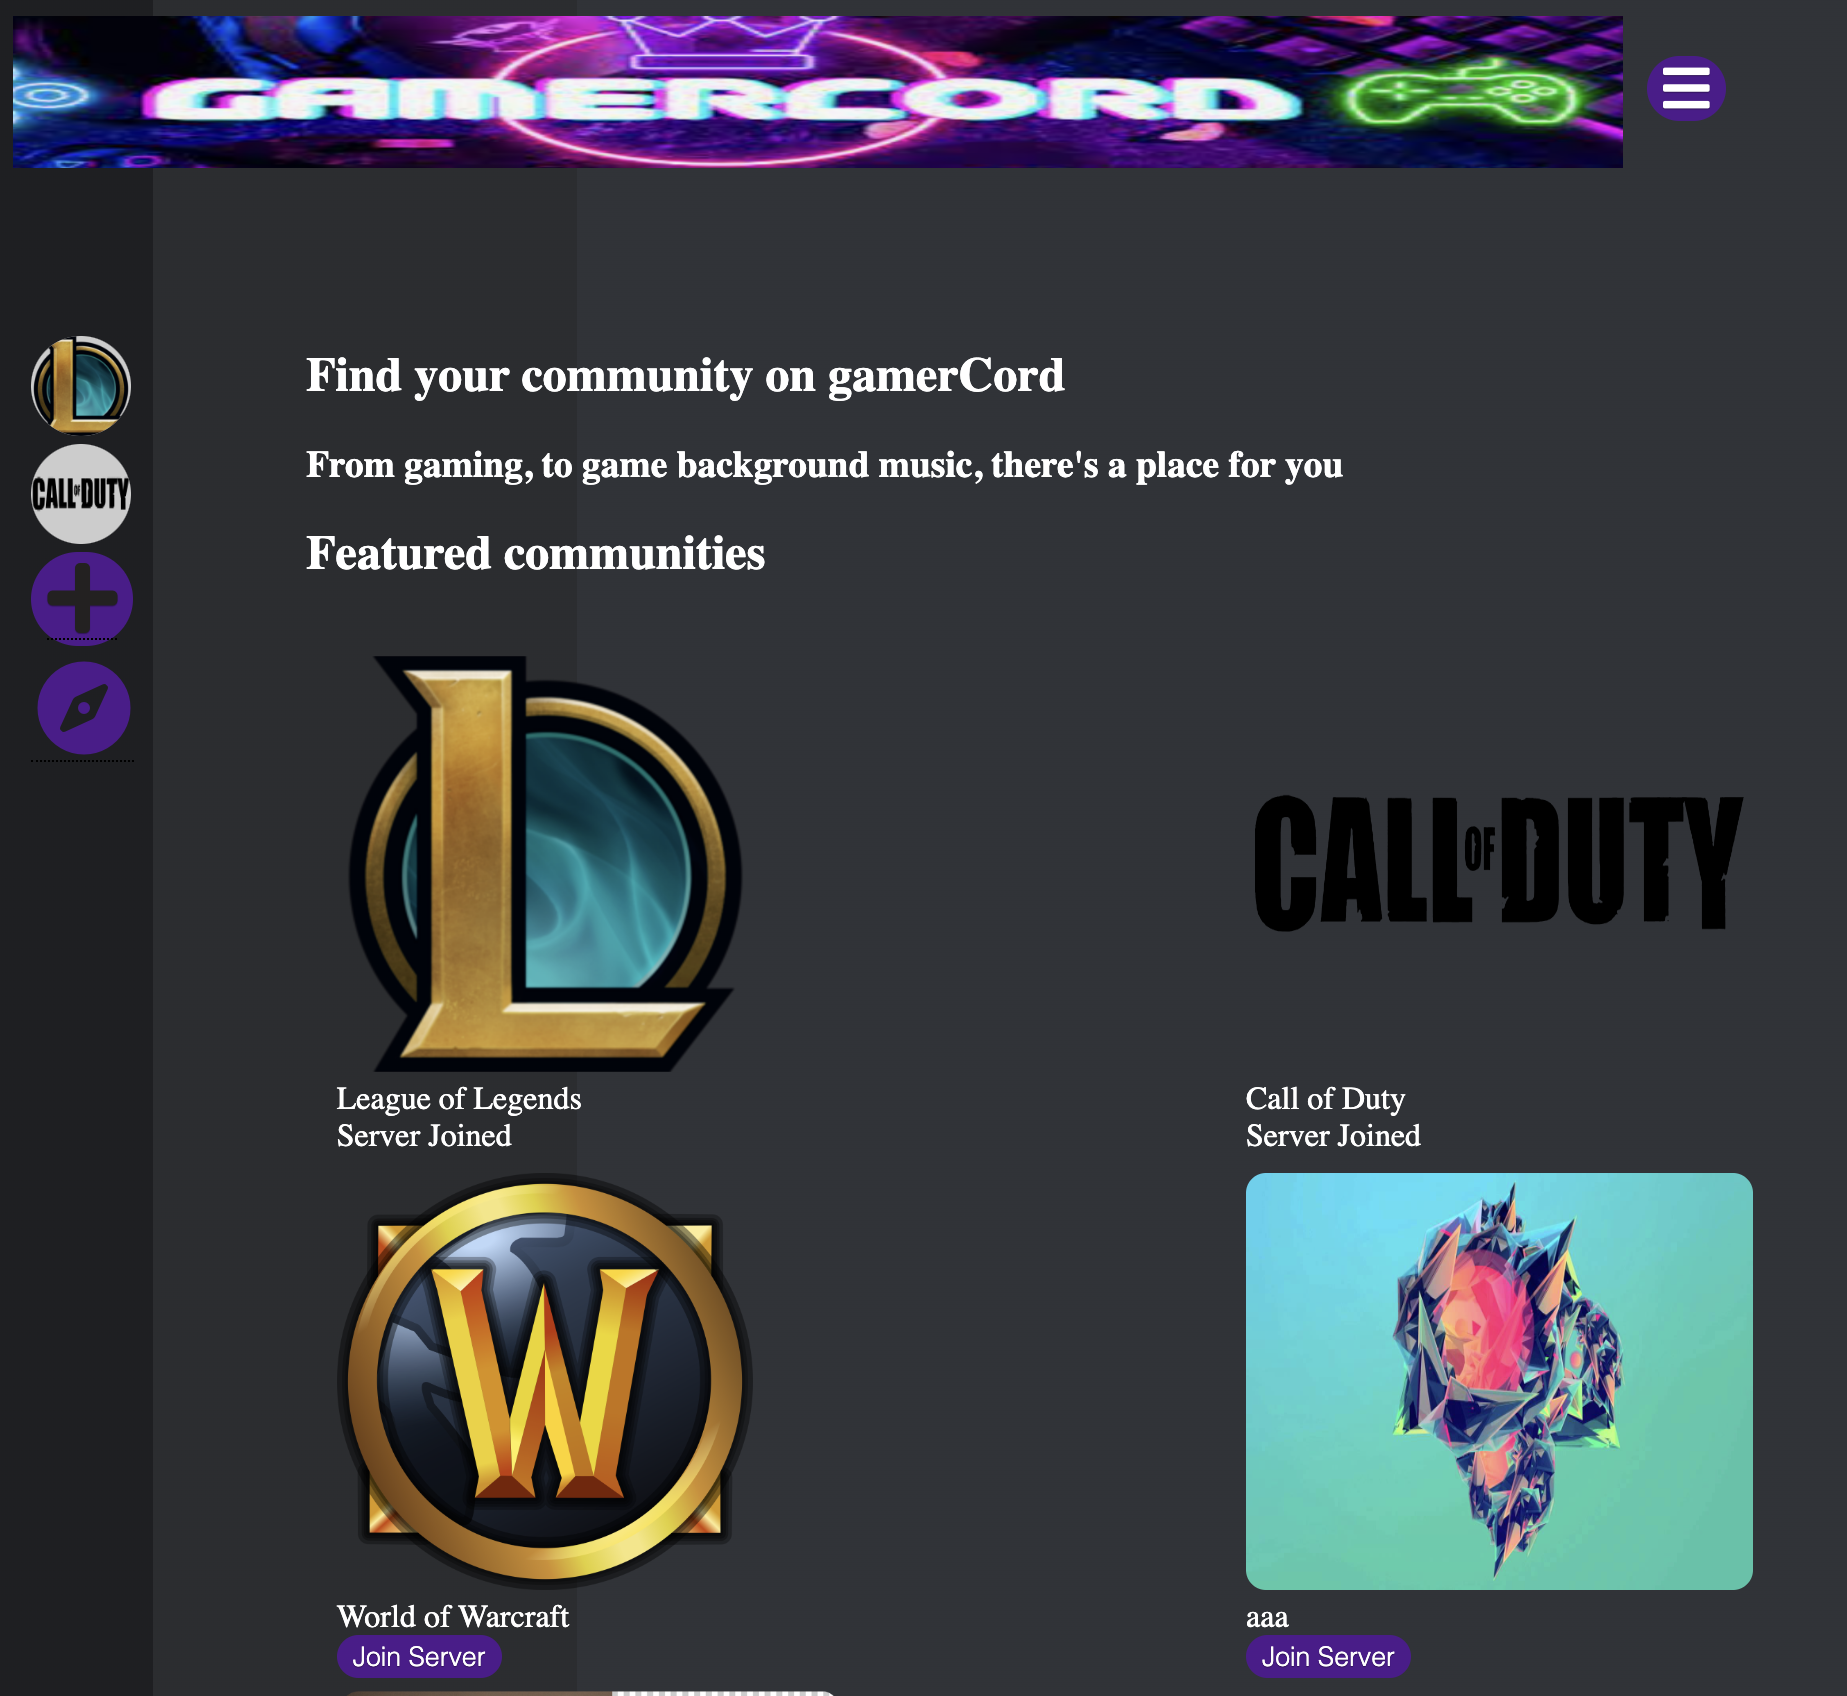 GAMERCORD
CALL OF DUTY
Find your community on gamerCord
From gaming, to game background music, there's a place for you
Featured communities
L
CALL OF DUTY
League of Legends
Server Joined
Call of Duty
Server Joined
W
World of Warcraft
Join Server
aaa
Join Server